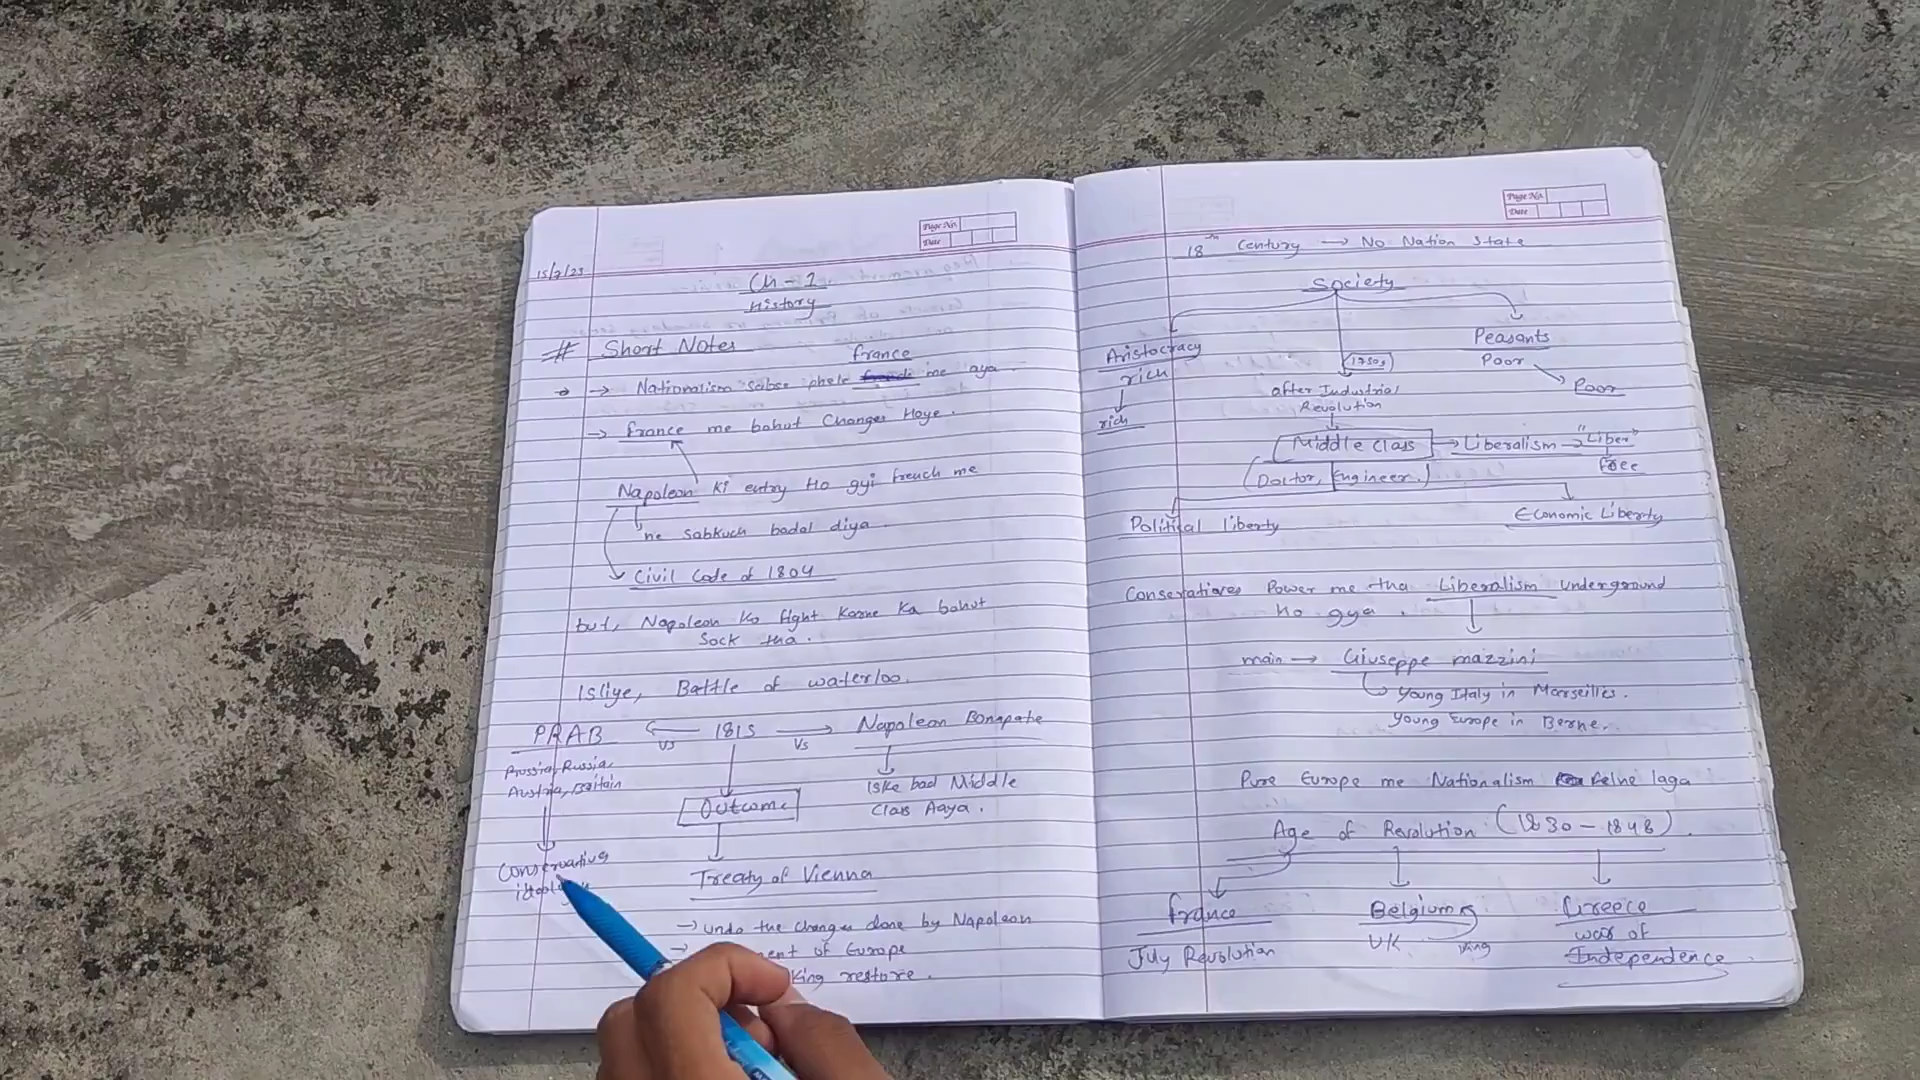 Page No.
Date
15/7/23
Ch - 1
History
# Short Notes
france
→ → Nationalism sabse phele me aya
→ france me bahut Changes Hoye.
Napoleon ki entry Ho gyi french me
ne sabkuch badal diya
Civil Code of 1804
but, Napoleon ko fight karne ka bahut
Sock tha.
Isliye, Battle of waterloo.
PRAB ← 1815 → Napoleon Bonapate
vs vs
Prussia, Russia,
Austria, Britain
Iske bad Middle
Class Aaya.
Outcome
Conservative
Treaty of Vienna
→ undo the changes done by Napoleon
→ of Europe
King restore.
Page No.
Date
18th Century → No Nation State
Society
Aristocracy
rich
rich
1750s
after Industrial
Revolution
Peasants
Poor
Poor
Middle Class → Liberalism → "Liber"
free
(Doctor, Engineer.)
Political liberty
Economic Liberty
Conseratives Power me tha Liberalism underground
Ho gya.
main → Giuseppe mazzini
young Italy in Marseilles.
young Europe in Berne.
Pure Europe me Nationalism felne laga
Age of Revolution (1830 - 1848).
france
July Revolution
Belgium
UK king
Greece
war of
Independence